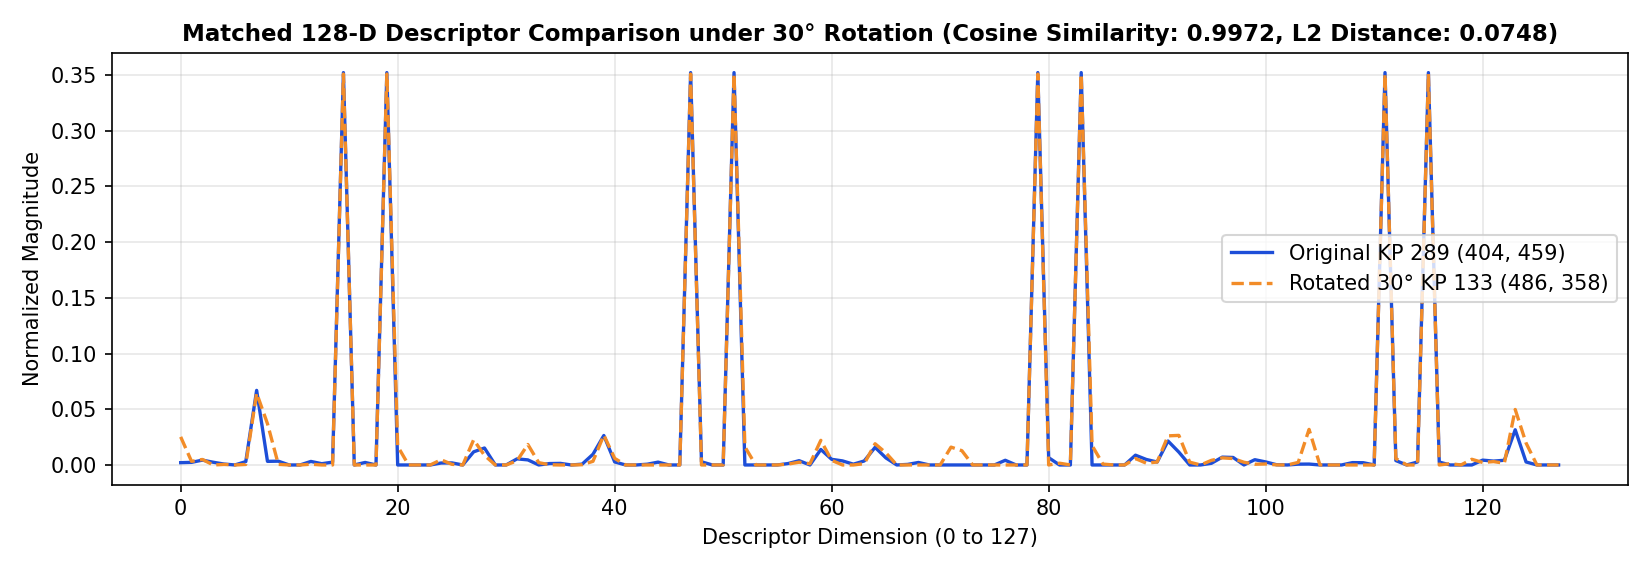 Matched 128-D Descriptor Comparison under 30° Rotation (Cosine Similarity: 0.9972, L2 Distance: 0.0748)
Normalized Magnitude
0.35
0.30
0.25
0.20
0.15
0.10
0.05
0.00
Original KP 289 (404, 459)
Rotated 30° KP 133 (486, 358)
0 20 40 60 80 100 120
Descriptor Dimension (0 to 127)